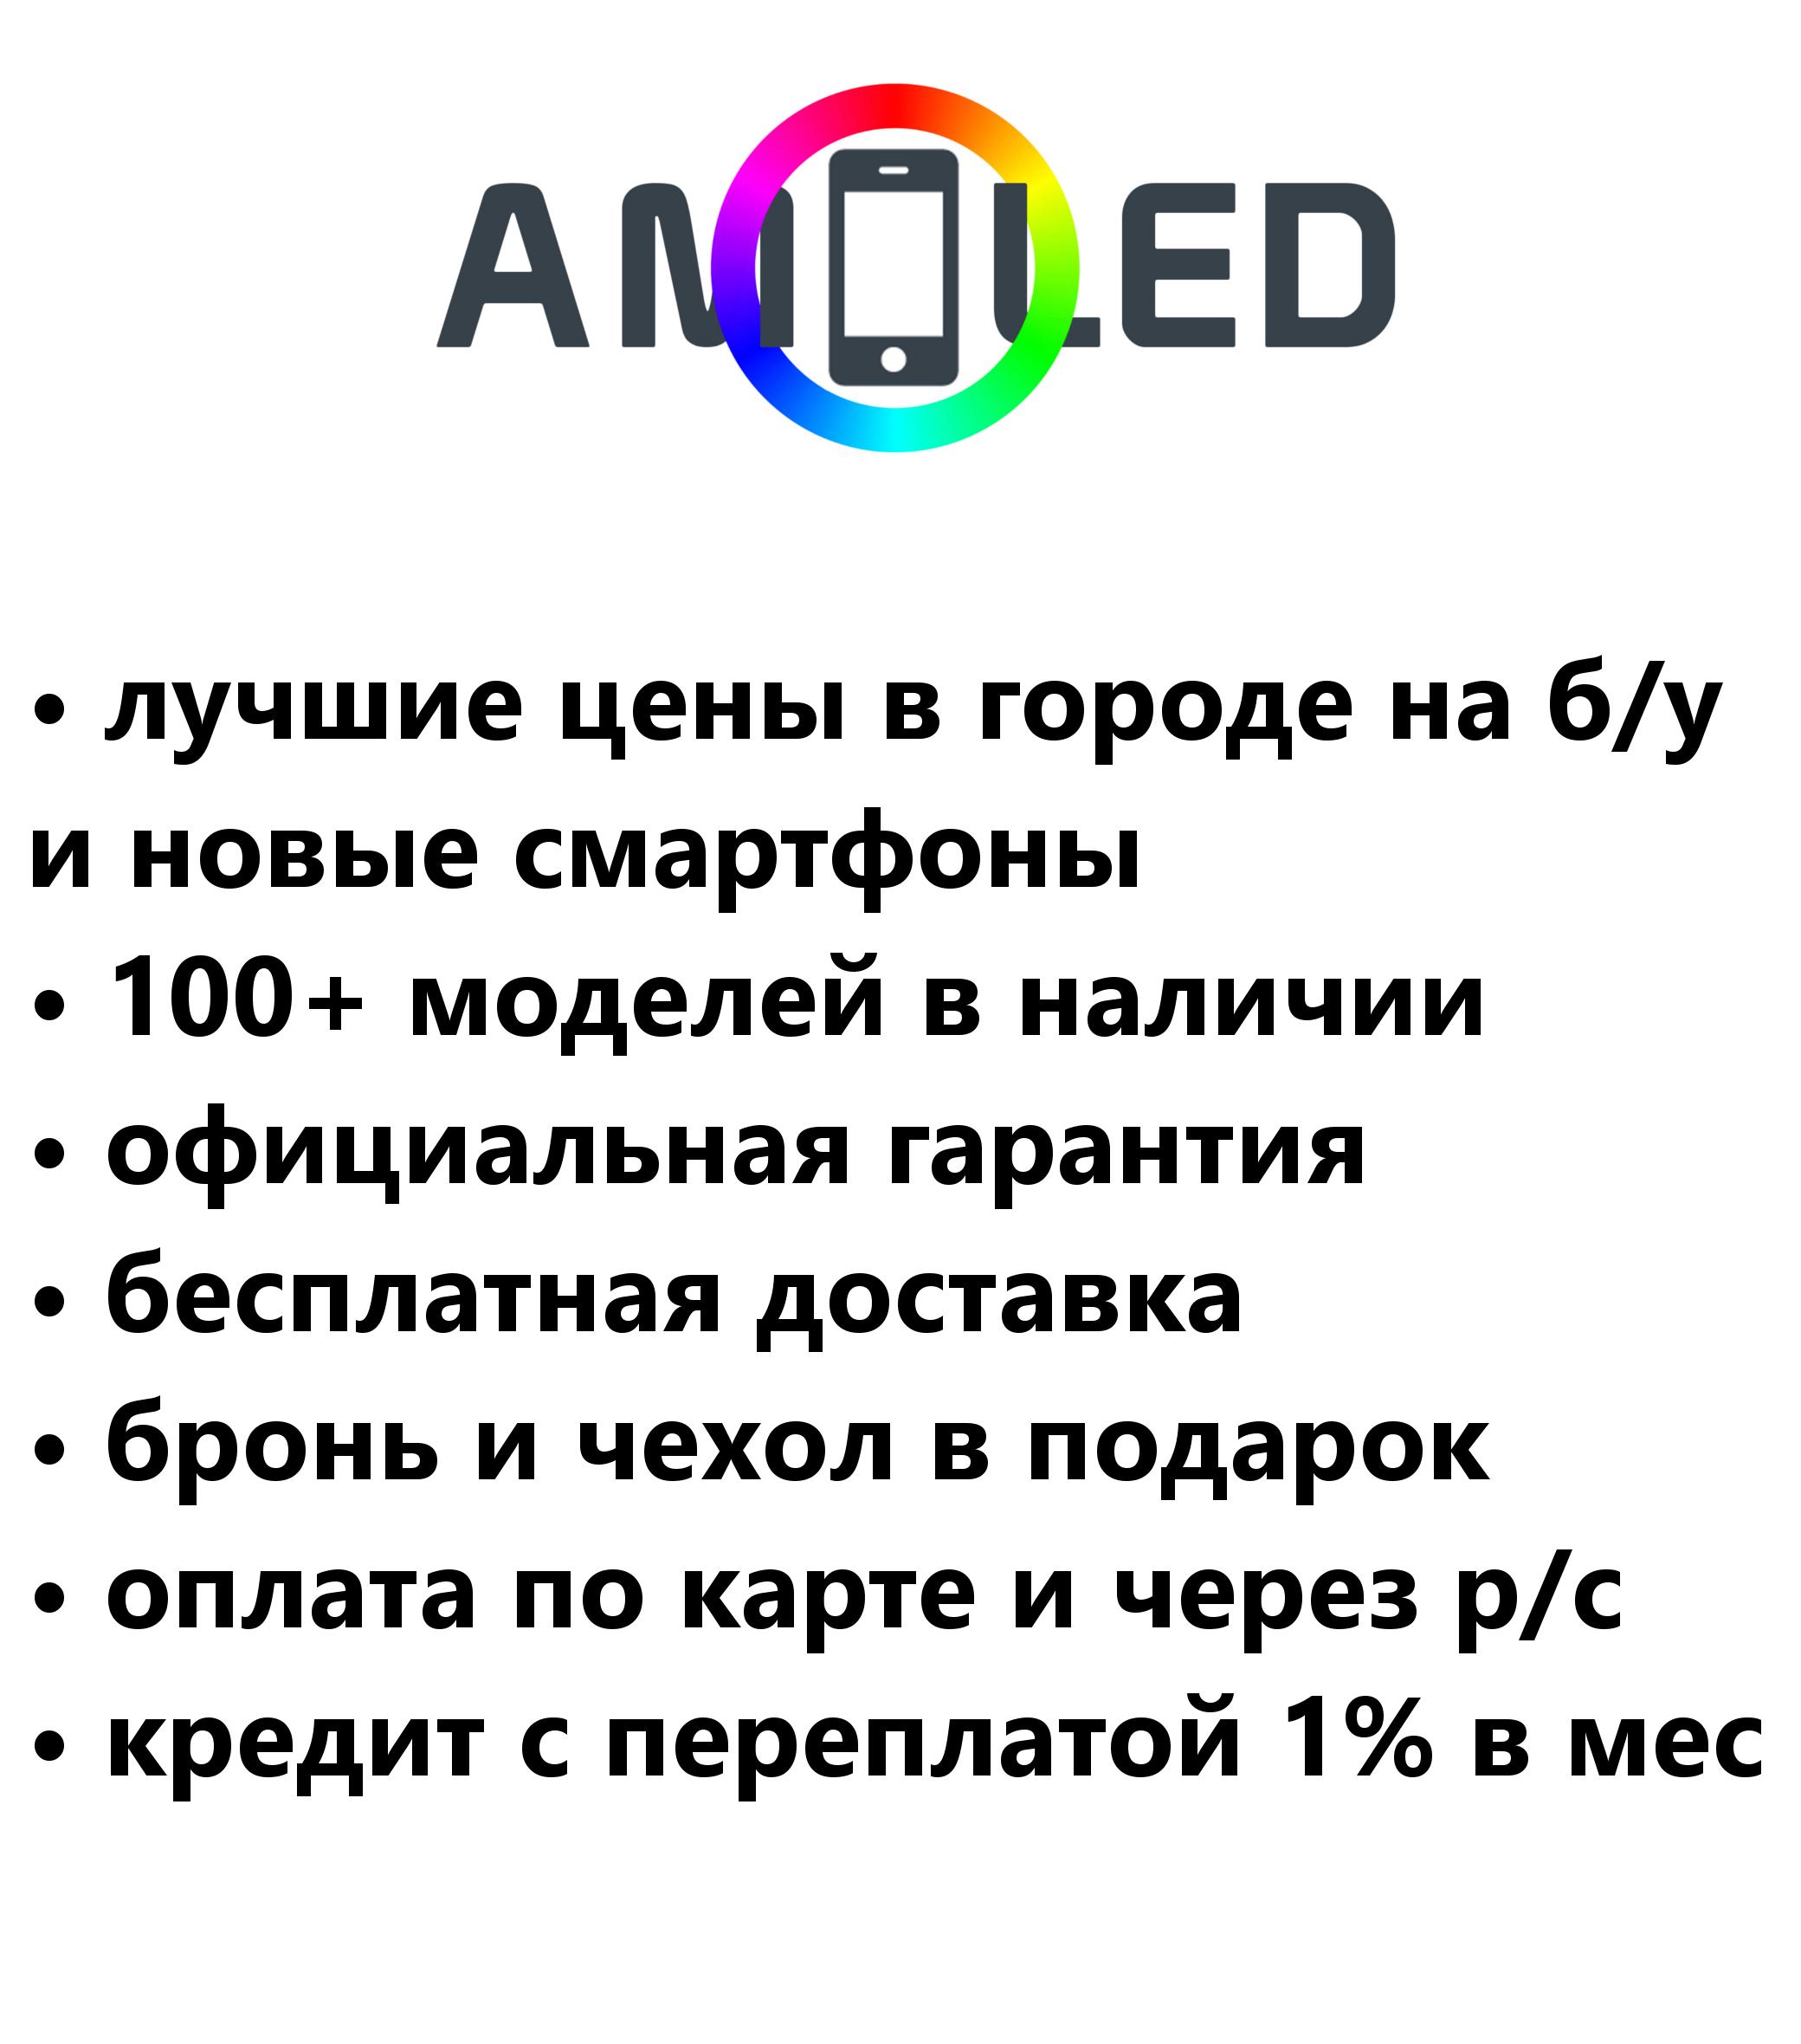 AMOLED
• лучшие цены в городе на б/у
и новые смартфоны
• 100+ моделей в наличии
• официальная гарантия
• бесплатная доставка
• бронь и чехол в подарок
• оплата по карте и через р/с
• кредит с переплатой 1% в мес